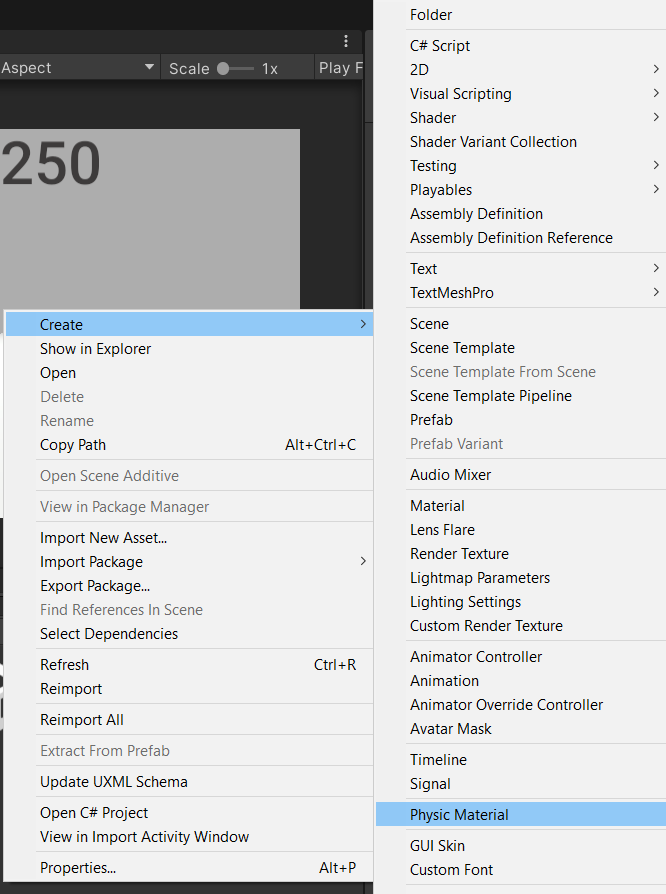 Aspect
Scale 1x
Play F
250
Create
Show in Explorer
Open
Delete
Rename
Copy Path Alt+Ctrl+C
Open Scene Additive
View in Package Manager
Import New Asset...
Import Package
Export Package...
Find References In Scene
Select Dependencies
Refresh Ctrl+R
Reimport
Reimport All
Extract From Prefab
Update UXML Schema
Open C# Project
View in Import Activity Window
Properties... Alt+P
Folder
C# Script
2D
Visual Scripting
Shader
Shader Variant Collection
Testing
Playables
Assembly Definition
Assembly Definition Reference
Text
TextMeshPro
Scene
Scene Template
Scene Template From Scene
Scene Template Pipeline
Prefab
Prefab Variant
Audio Mixer
Material
Lens Flare
Render Texture
Lightmap Parameters
Lighting Settings
Custom Render Texture
Animator Controller
Animation
Animator Override Controller
Avatar Mask
Timeline
Signal
Physic Material
GUI Skin
Custom Font